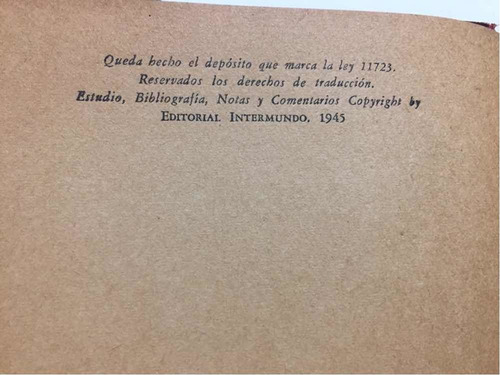 Queda hecho el depósito que marca la ley 11723.
Reservados los derechos de traducción.
Estudio, Bibliografía, Notas y Comentarios Copyright by
EDITORIAL INTERMUNDO, 1945